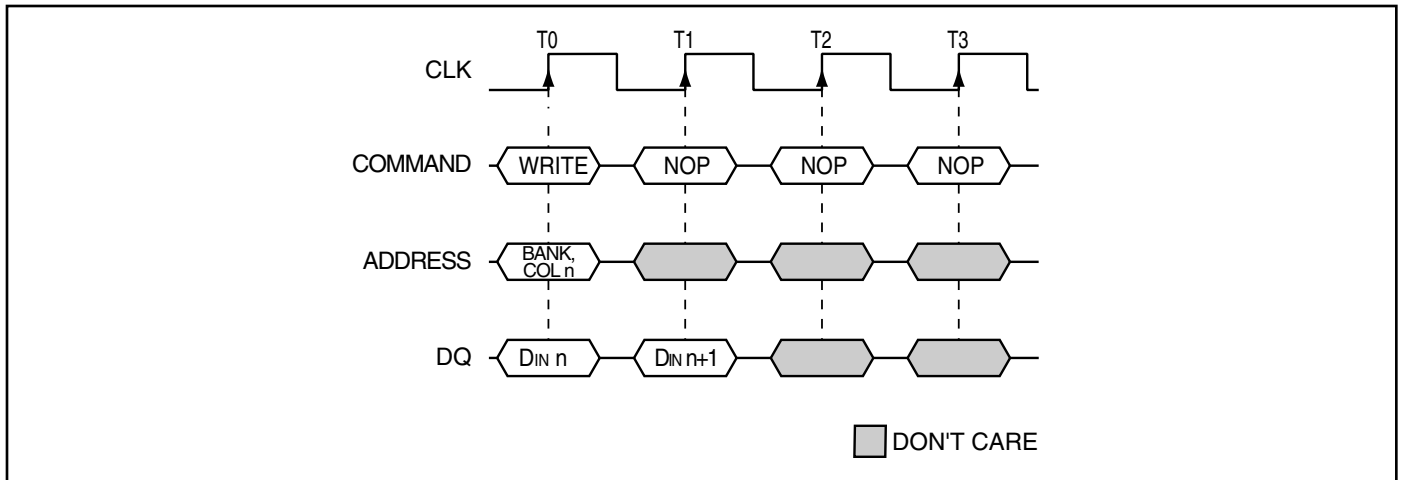 T0 T1 T2 T3
CLK
COMMAND WRITE NOP NOP NOP
ADDRESS BANK,
COL n
DQ DIN n DIN n+1
DON'T CARE